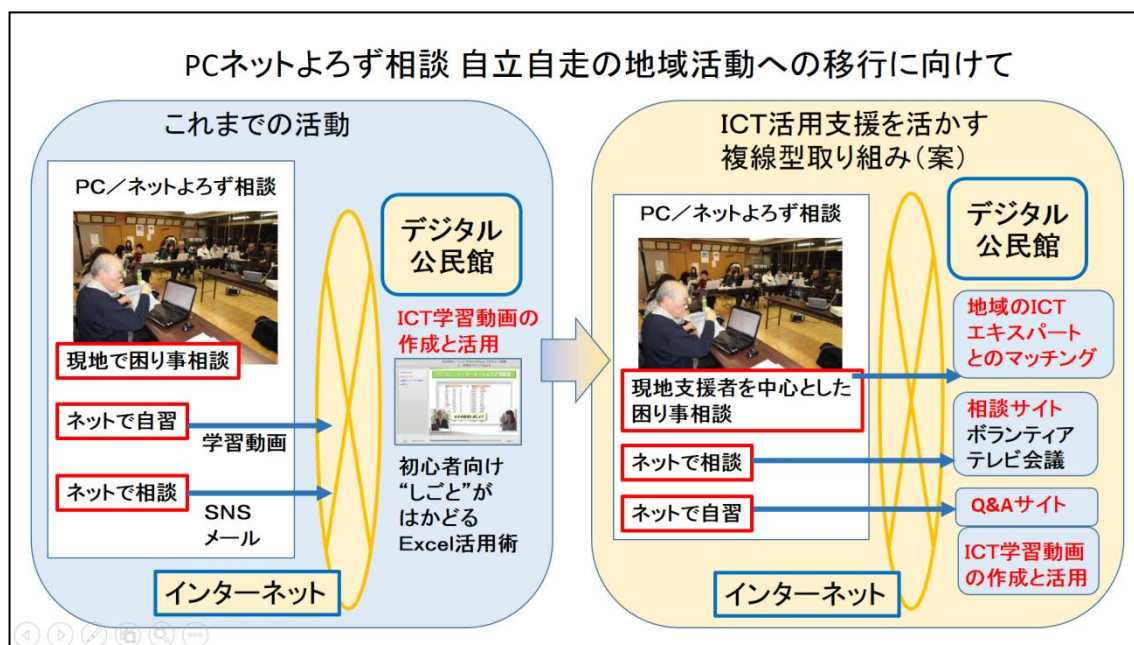 PCネットよろず相談 自立自走の地域活動への移行に向けて
これまでの活動
PC／ネットよろず相談
現地で困り事相談
ネットで自習
学習動画
ネットで相談
SNS
メール
デジタル
公民館
ICT学習動画の
作成と活用
初心者向け
“しごと”が
はかどる
Excel活用術
インターネット
ICT活用支援を活かす
複線型取り組み（案）
PC／ネットよろず相談
現地支援者を中心とした
困り事相談
ネットで相談
ネットで自習
デジタル
公民館
地域のICT
エキスパート
とのマッチング
相談サイト
ボランティア
テレビ会議
Q&Aサイト
ICT学習動画
の作成と活用
インターネット